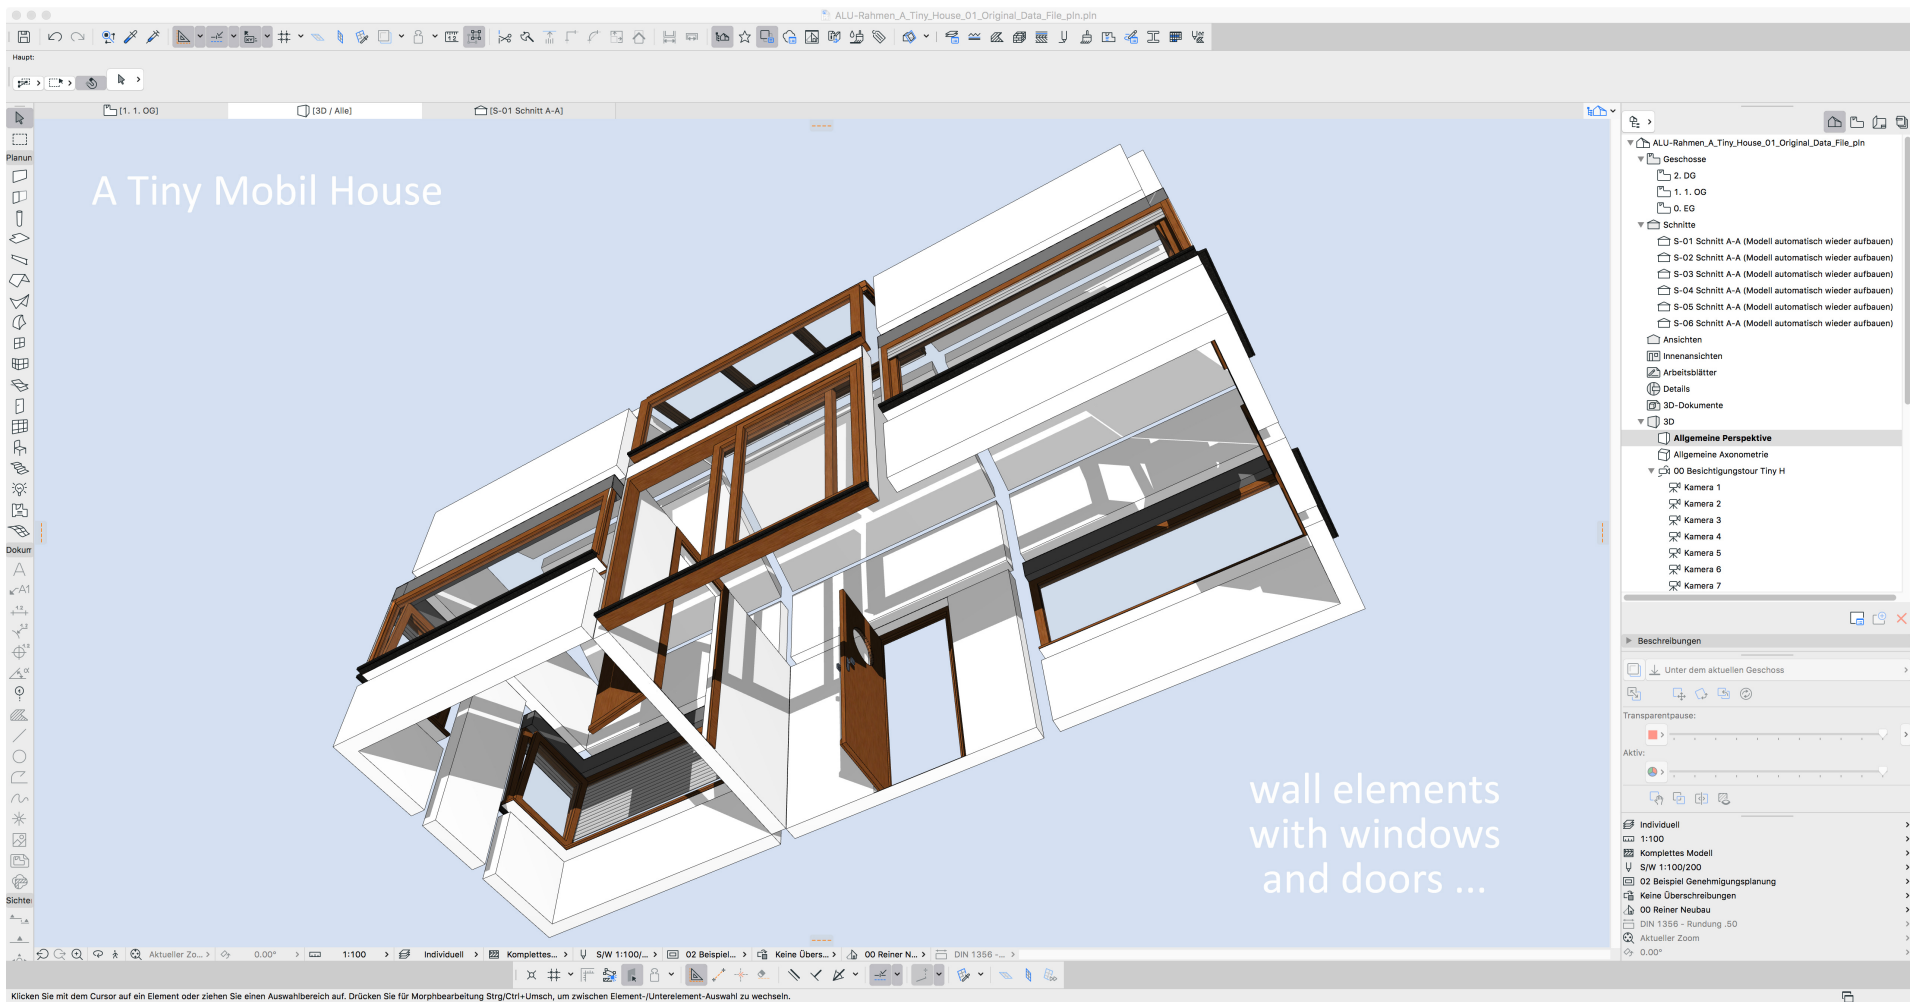 ALU-Rahmen_A_Tiny_House_01_Original_Data_File_pln.pln
Haupt:
[1. 1. OG]
[3D / Alle]
[S-01 Schnitt A-A]
Planun
Dokum
Sichter
A Tiny Mobil House
wall elements
with windows
and doors ...
ALU-Rahmen_A_Tiny_House_01_Original_Data_File_pln
Geschosse
2. DG
1. 1. OG
0. EG
Schnitte
S-01 Schnitt A-A (Modell automatisch wieder aufbauen)
S-02 Schnitt A-A (Modell automatisch wieder aufbauen)
S-03 Schnitt A-A (Modell automatisch wieder aufbauen)
S-04 Schnitt A-A (Modell automatisch wieder aufbauen)
S-05 Schnitt A-A (Modell automatisch wieder aufbauen)
S-06 Schnitt A-A (Modell automatisch wieder aufbauen)
Ansichten
Innenansichten
Arbeitsblätter
Details
3D-Dokumente
3D
Allgemeine Perspektive
Allgemeine Axonometrie
00 Besichtigungstour Tiny H
Kamera 1
Kamera 2
Kamera 3
Kamera 4
Kamera 5
Kamera 6
Kamera 7
Beschreibungen
Unter dem aktuellen Geschoss
Transparentpause:
Aktiv:
Individuell
1:100
Komplettes Modell
S/W 1:100/200
02 Beispiel Genehmigungsplanung
Keine Überschreibungen
00 Reiner Neubau
DIN 1356 - Rundung .50
Aktueller Zoom
0.00°
Aktueller Zo... 0.00° 1:100 Individuell Komplettes... S/W 1:100/... 02 Beispiel... Keine Übers... 00 Reiner N... DIN 1356 -...
Klicken Sie mit dem Cursor auf ein Element oder ziehen Sie einen Auswahlbereich auf. Drücken Sie für Morphbearbeitung Strg/Ctrl+Umsch, um zwischen Element-/Unterelement-Auswahl zu wechseln.